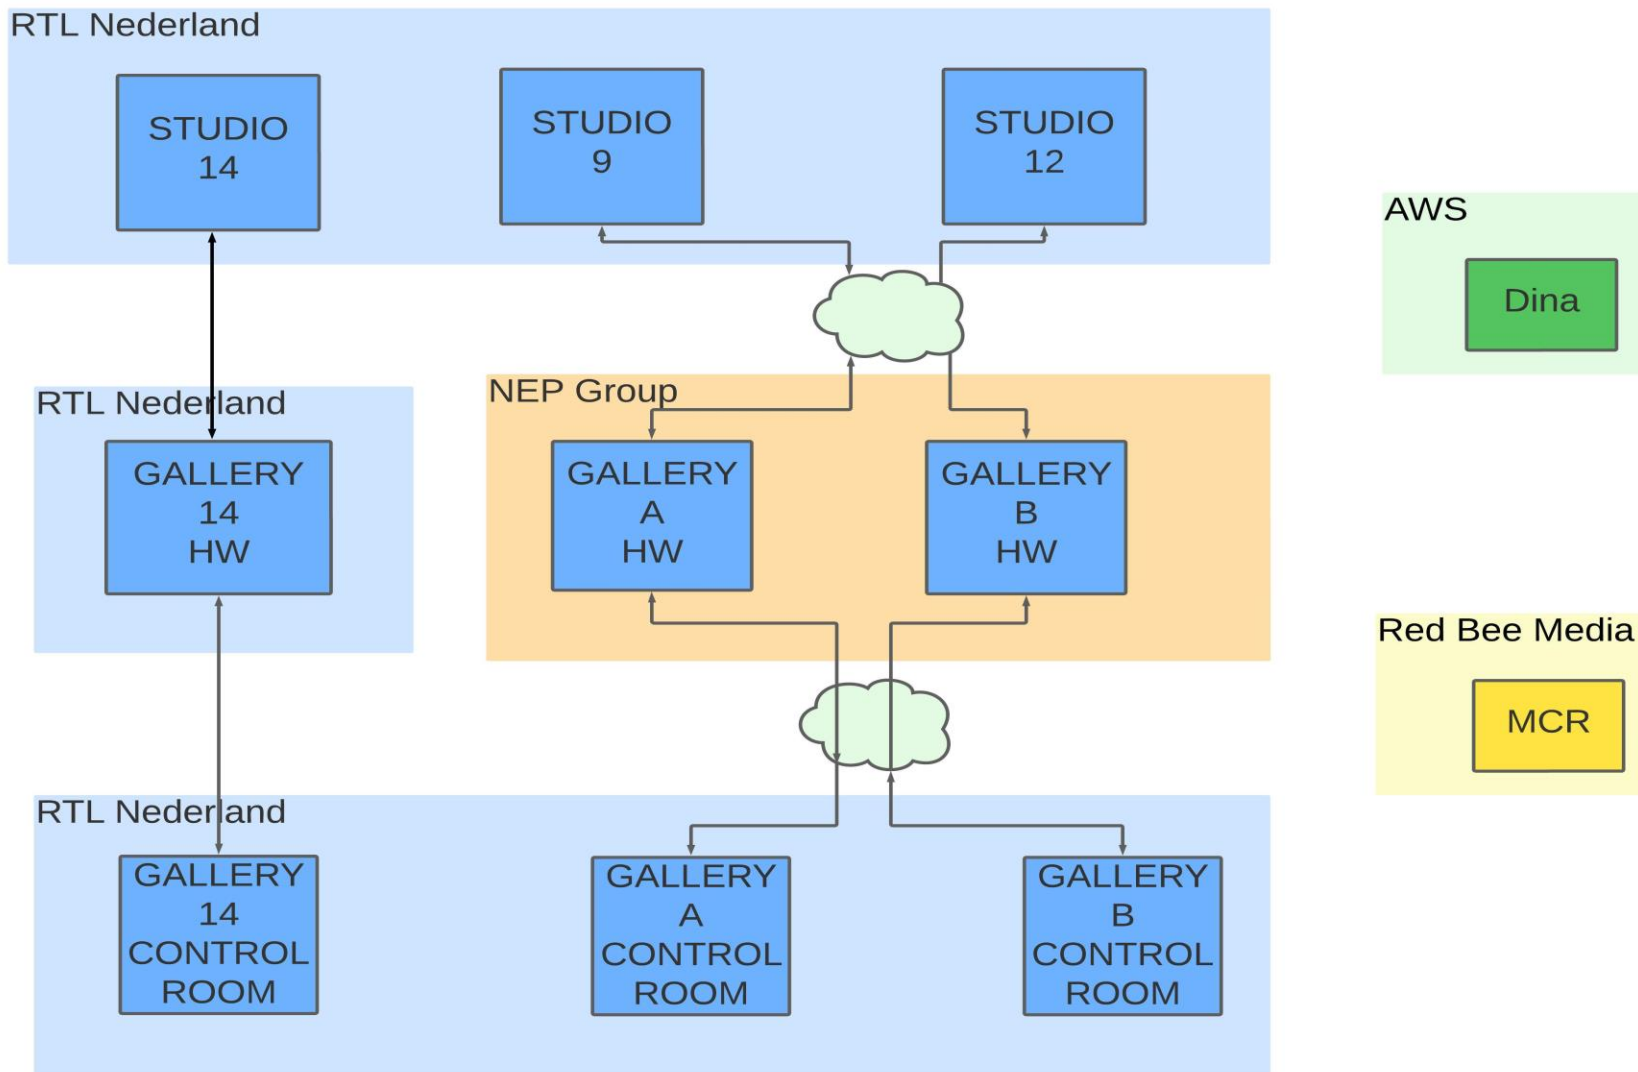 RTL Nederland
STUDIO
14
STUDIO
9
STUDIO
12
AWS
Dina
RTL Nederland
GALLERY
14
HW
NEP Group
GALLERY
A
HW
GALLERY
B
HW
Red Bee Media
MCR
RTL Nederland
GALLERY
14
CONTROL
ROOM
GALLERY
A
CONTROL
ROOM
GALLERY
B
CONTROL
ROOM